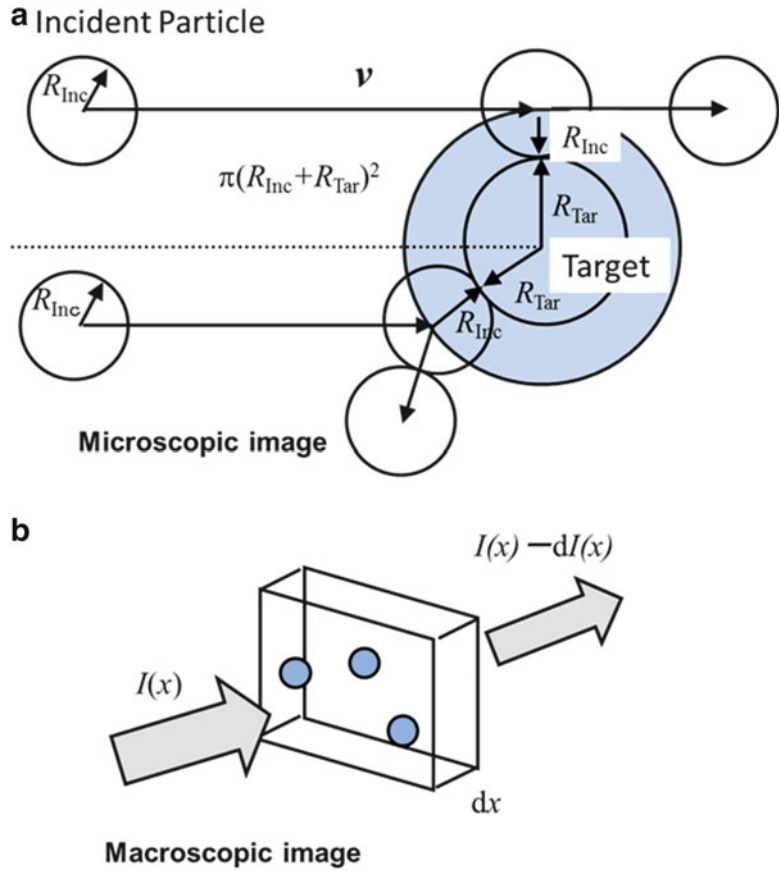 a Incident Particle
R_Inc
v
R_Inc
π(R_Inc+R_Tar)^2
R_Tar
Target
R_Tar
R_Inc
R_Inc
Microscopic image
b
I(x) −dI(x)
I(x)
dx
Macroscopic image